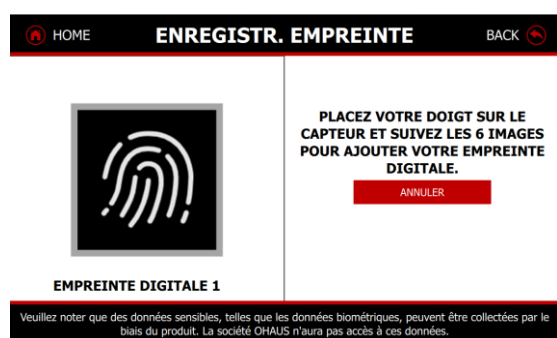 HOME
ENREGISTR. EMPREINTE
BACK
PLACEZ VOTRE DOIGT SUR LE
CAPTEUR ET SUIVEZ LES 6 IMAGES
POUR AJOUTER VOTRE EMPREINTE
DIGITALE.
ANNULER
EMPREINTE DIGITALE 1
Veuillez noter que des données sensibles, telles que les données biométriques, peuvent être collectées par le
biais du produit. La société OHAUS n'aura pas accès à ces données.